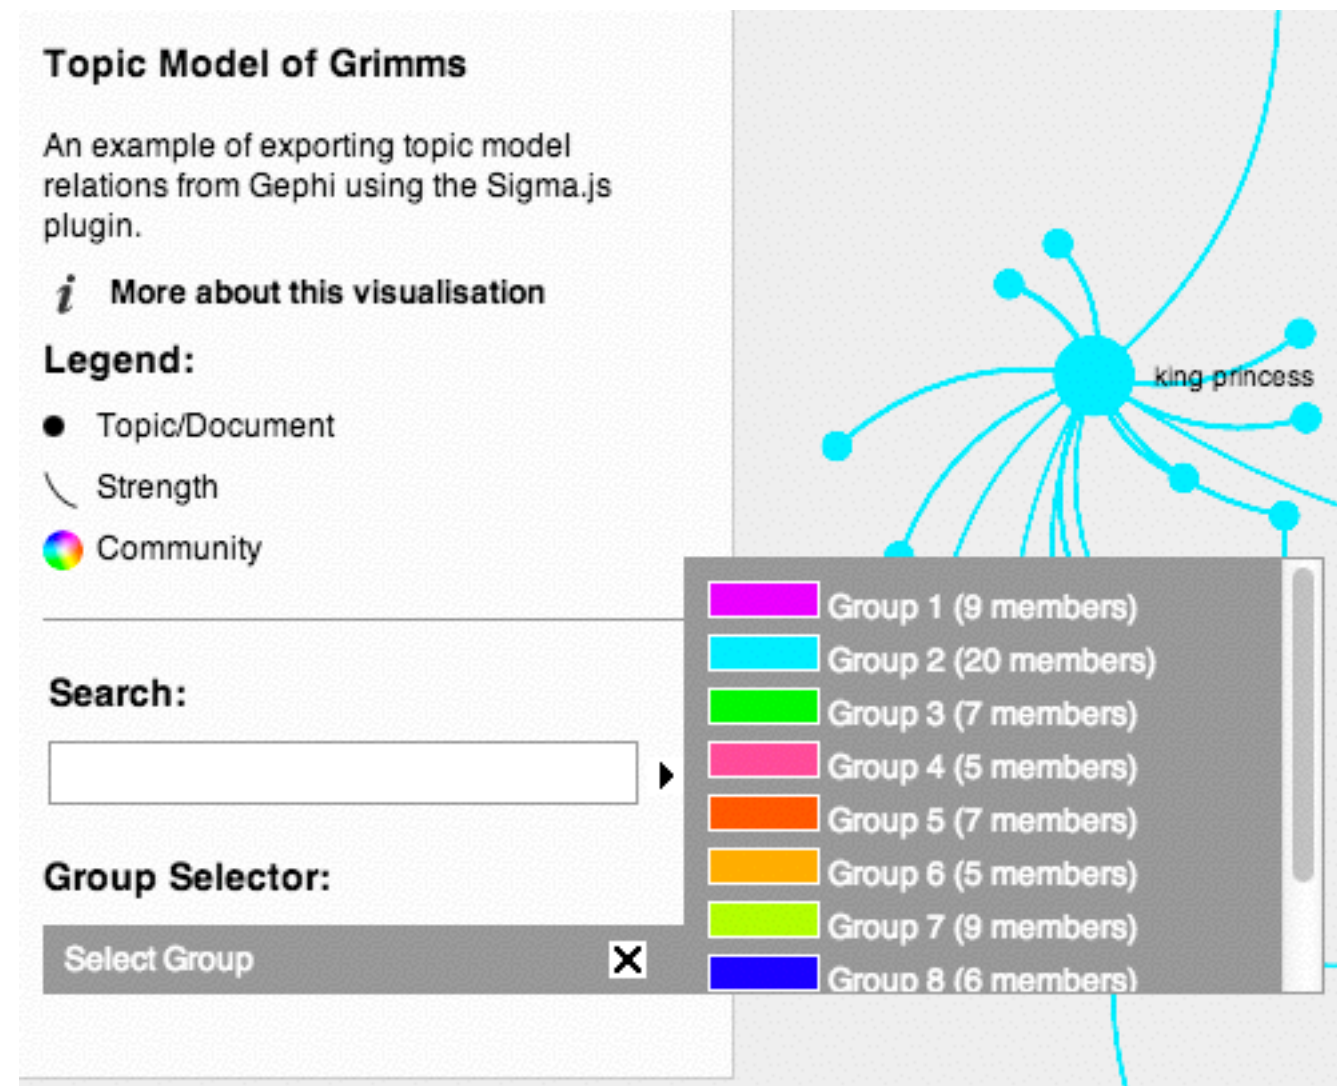 Topic Model of Grimms
An example of exporting topic model
relations from Gephi using the Sigma.js
plugin.
i More about this visualisation
Legend:
Topic/Document
Strength
Community
Search:
Group Selector:
Select Group
king princess
Group 1 (9 members)
Group 2 (20 members)
Group 3 (7 members)
Group 4 (5 members)
Group 5 (7 members)
Group 6 (5 members)
Group 7 (9 members)
Group 8 (6 members)